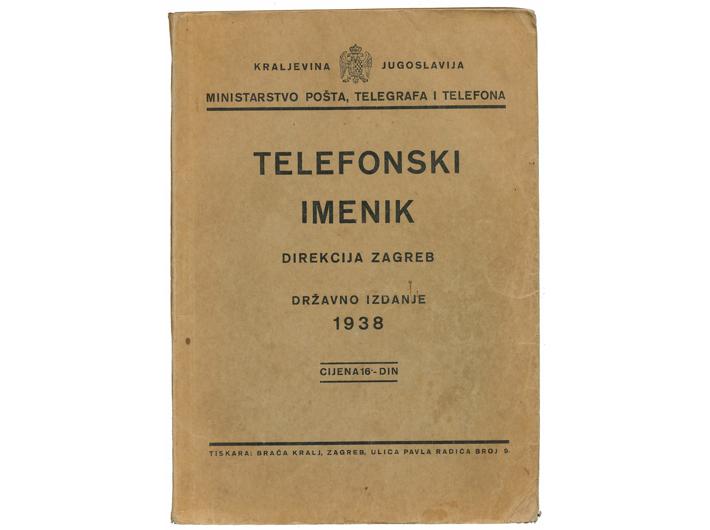 KRALJEVINA JUGOSLAVIJA
MINISTARSTVO POŠTA, TELEGRAFA I TELEFONA
TELEFONSKI
IMENIK
DIREKCIJA ZAGREB
DRŽAVNO IZDANJE
1938
CIJENA 16·– DIN
TISKARA: BRAĆA KRALJ, ZAGREB, ULICA PAVLA RADIĆA BROJ 9.